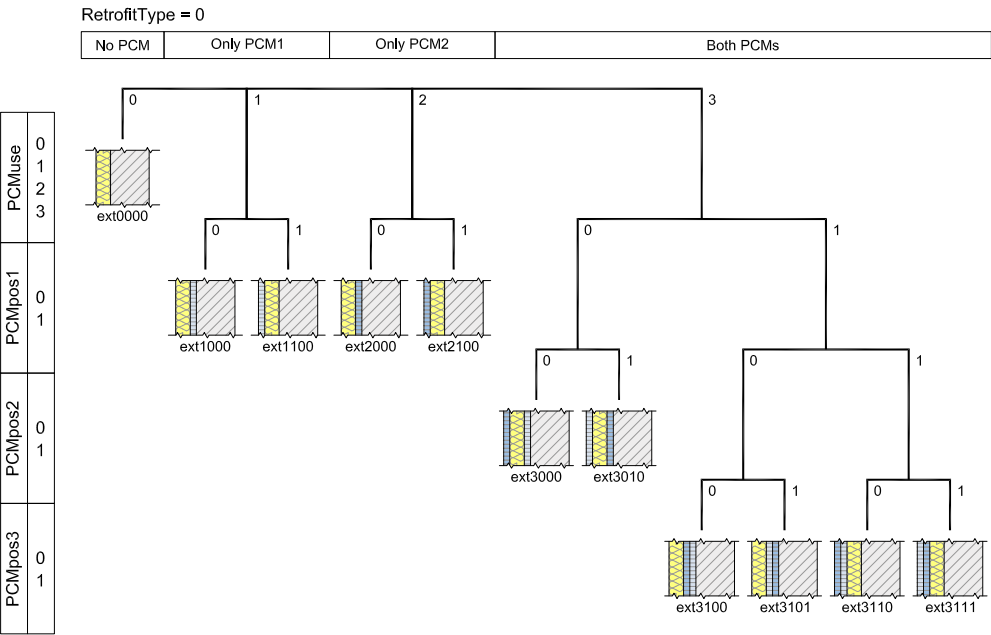 RetrofitType = 0
No PCM Only PCM1 Only PCM2 Both PCMs
0 1 2 3
PCMuse
0
1
2
3
ext0000
0 1 0 1 0 1
PCMpos1
0
1
ext1000 ext1100 ext2000 ext2100
0 1 0 1
PCMpos2
0
1
ext3000 ext3010
0 1 0 1
PCMpos3
0
1
ext3100 ext3101 ext3110 ext3111